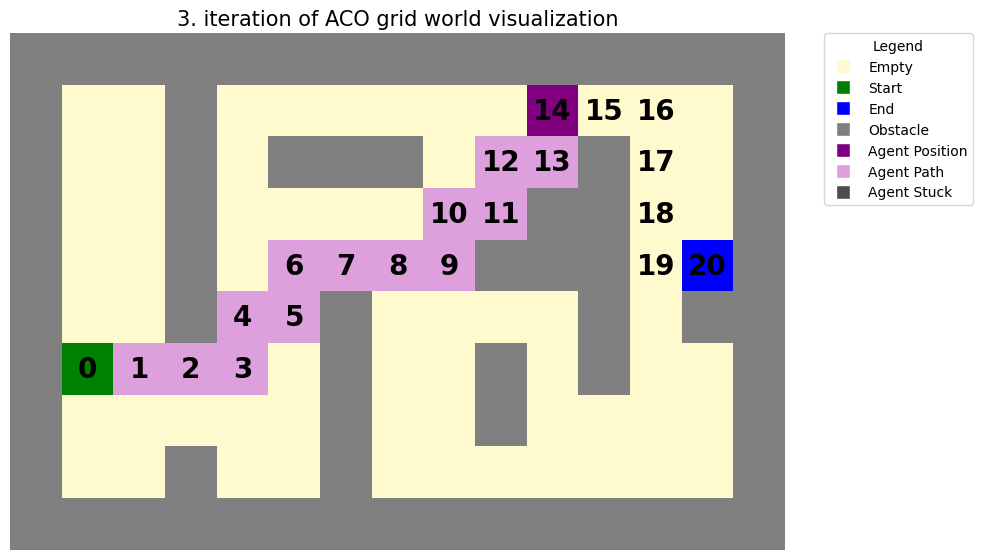 3. iteration of ACO grid world visualization
Legend
Empty
Start
End
Obstacle
Agent Position
Agent Path
Agent Stuck
14 15 16
12 13 17
10 11 18
6 7 8 9 19 20
4 5
0 1 2 3